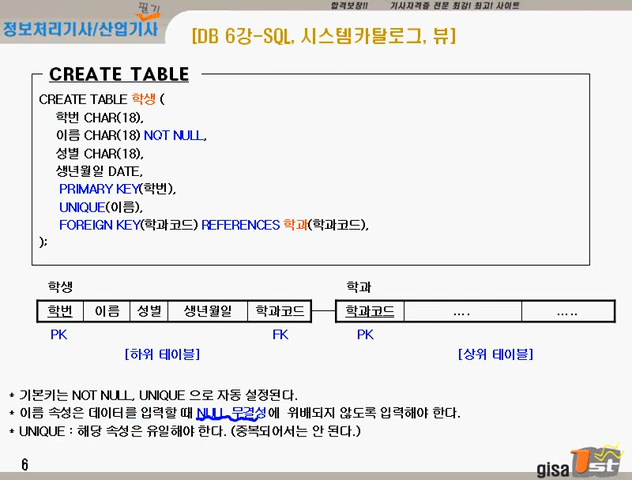 합격보장!! 기사자격증 전문 최강! 최고! 사이트
필기
정보처리기사/산업기사
[DB 6강-SQL, 시스템카탈로그, 뷰]
CREATE TABLE
CREATE TABLE 학생 (
학번 CHAR(18),
이름 CHAR(18) NOT NULL,
성별 CHAR(18),
생년월일 DATE,
PRIMARY KEY(학번),
UNIQUE(이름),
FOREIGN KEY(학과코드) REFERENCES 학과(학과코드),
);
학생 학과
학번 이름 성별 생년월일 학과코드 학과코드 .... .....
PK FK PK
[하위 테이블] [상위 테이블]
* 기본키는 NOT NULL, UNIQUE 으로 자동 설정된다.
* 이름 속성은 데이터를 입력할 때 NULL 무결성에 위배되지 않도록 입력해야 한다.
* UNIQUE : 해당 속성은 유일해야 한다. (중복되어서는 안 된다.)
6
gisa 1st